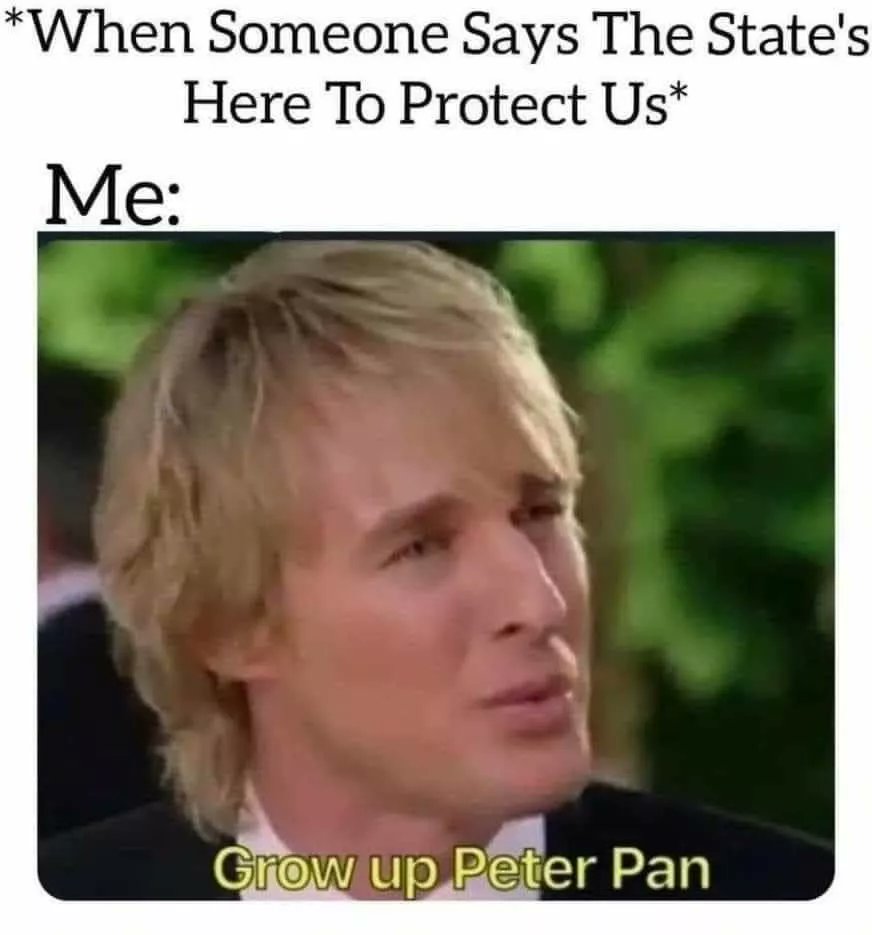 *When Someone Says The State's
Here To Protect Us*
Me:
Grow up Peter Pan